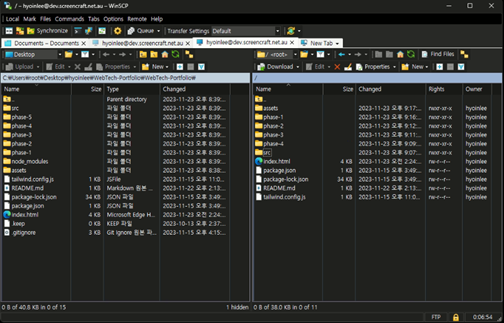 / - hyoinlee@dev.screencraft.net.au - WinSCP
Local Mark Files Commands Tabs Options Remote Help
Synchronize Queue Transfer Settings Default
Documents – Documents hyoinlee@dev.screencraft.net.au hyoinlee@dev.screencraft.net.au New Tab
Desktop / <root> Find Files
Upload Edit Properties New Download Edit Properties New
C:₩Users₩root₩Desktop₩hyoinlee₩WebTech-Portfolio₩WebTech-Portfolio₩ /
Name Size Type Changed Name Size Changed Rights Owner
Parent directory 2023-11-23 오후 8:39:...
src 파일 폴더 2023-11-23 오후 8:39:... assets 2023-11-23 오후 9:17:... rwxr-xr-x hyoinlee
phase-5 파일 폴더 2023-11-23 오후 8:39:... phase-1 2023-11-23 오후 9:16:... rwxr-xr-x hyoinlee
phase-4 파일 폴더 2023-11-23 오후 8:39:... phase-2 2023-11-23 오후 9:12:... rwxr-xr-x hyoinlee
phase-3 파일 폴더 2023-11-23 오후 8:39:... phase-3 2023-11-23 오후 9:11:... rwxr-xr-x hyoinlee
phase-2 파일 폴더 2023-11-23 오후 8:39:... phase-4 2023-11-23 오후 9:09:... rwxr-xr-x hyoinlee
phase-1 파일 폴더 2023-11-23 오후 8:39:... src 2023-11-23 오후 9:07:... rwxr-xr-x hyoinlee
node_modules 파일 폴더 2023-11-23 오후 8:39:... index.html 4 KB 2023-11-23 오전 2:24:... rw-r--r-- hyoinlee
assets 파일 폴더 2023-11-23 오후 8:38:... package.json 1 KB 2023-11-15 오후 3:49:... rw-r--r-- hyoinlee
tailwind.config.js 1 KB JSFile 2023-11-15 오전 11:0... package-lock.json 34 KB 2023-11-15 오후 3:49:... rw-r--r-- hyoinlee
README.md 1 KB Markdown 원본 ... 2023-11-22 오후 2:13:... README.md 1 KB 2023-11-22 오후 2:13:... rw-r--r-- hyoinlee
package-lock.json 34 KB JSON 파일 2023-11-15 오후 3:49:... tailwind.config.js 1 KB 2023-11-15 오전 11:0... rw-r--r-- hyoinlee
package.json 1 KB JSON 파일 2023-11-15 오후 3:49:...
index.html 4 KB Microsoft Edge H... 2023-11-23 오전 2:24:...
.keep 0 KB KEEP 파일 2023-10-13 오후 2:37:...
.gitignore 3 KB Git Ignore 원본 파... 2023-11-15 오후 4:15:...
0 B of 40.8 KB in 0 of 15 1 hidden 0 B of 38.0 KB in 0 of 11
FTP 0:06:54